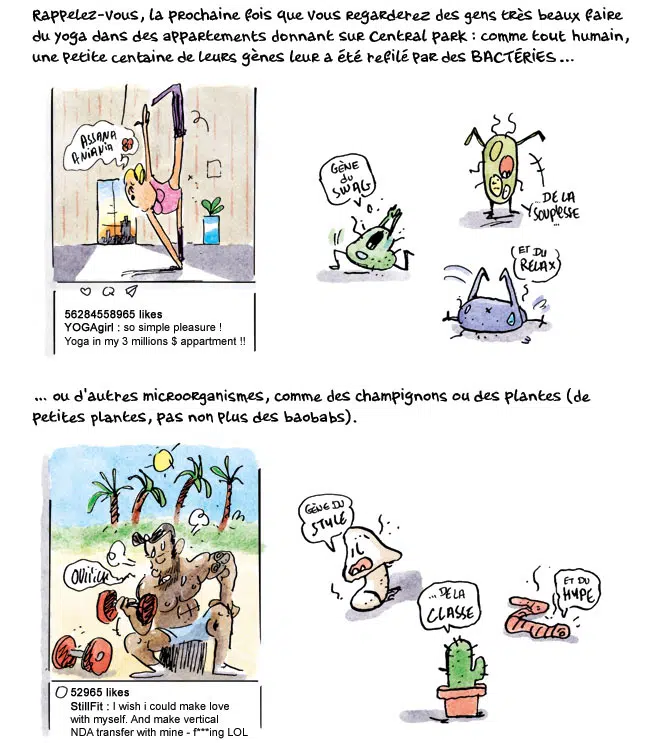 Rappelez-vous, la prochaine fois que vous regarderez des gens très beaux faire
du yoga dans des appartements donnant sur Central Park : comme tout humain,
une petite centaine de leurs gènes leur a été refilé par des BACTÉRIES...
ASSANA
ANIANIA
GÈNE
du
SWAG
...DE LA
SOUPLESSE
...
ET DU
RELAX
56284558965 likes
YOGAgirl : so simple pleasure !
Yoga in my 3 millions $ appartment !!
... ou d'autres microorganismes, comme des champignons ou des plantes (de
petites plantes, pas non plus des baobabs).
GÈNE DU
STYLE
...DE LA
CLASSE
ET DU
HYPE
52965 likes
StillFit : I wish i could make love
with myself. And make vertical
NDA transfer with mine - f***ing LOL